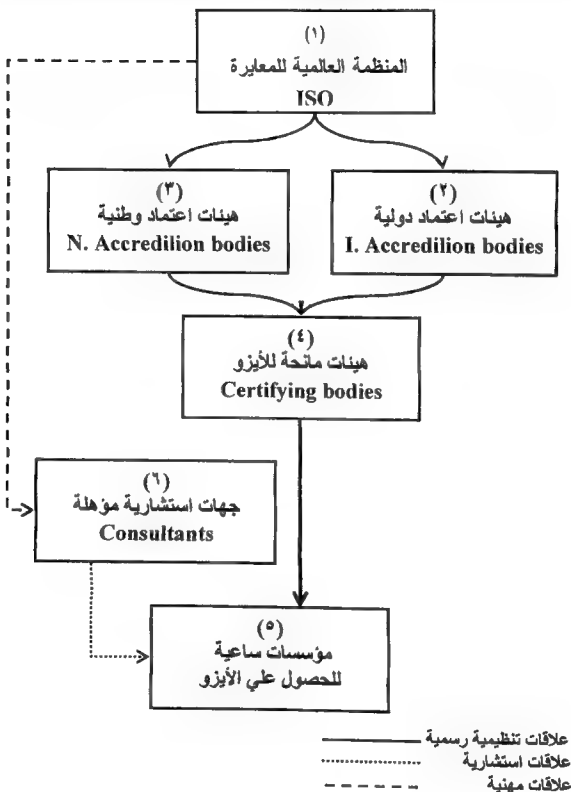 (١)
المنظمة العالمية للمعايرة
ISO
(٣)
هيئات اعتماد وطنية
N. Accredilion bodies
(٢)
هيئات اعتماد دولية
I. Accredilion bodies
(٤)
هيئات مانحة للأيزو
Certifying bodies
(٦)
جهات استشارية مؤهلة
Consultants
(٥)
مؤسسات ساعية
للحصول علي الأيزو
علاقات تنظيمية رسمية
علاقات استشارية
علاقات مهنية